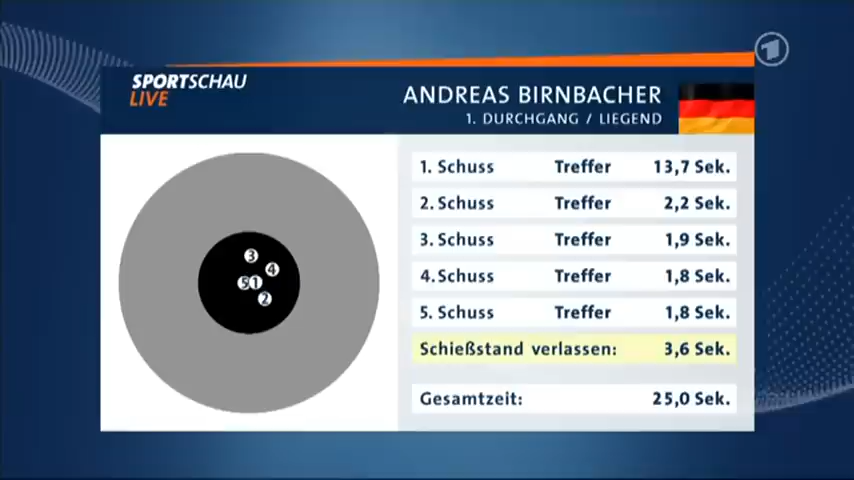 1
SPORTSCHAU
LIVE
ANDREAS BIRNBACHER
1. DURCHGANG / LIEGEND
1. Schuss Treffer 13,7 Sek.
2. Schuss Treffer 2,2 Sek.
3. Schuss Treffer 1,9 Sek.
4. Schuss Treffer 1,8 Sek.
5. Schuss Treffer 1,8 Sek.
Schießstand verlassen: 3,6 Sek.
Gesamtzeit: 25,0 Sek.
3
4
5 1
2